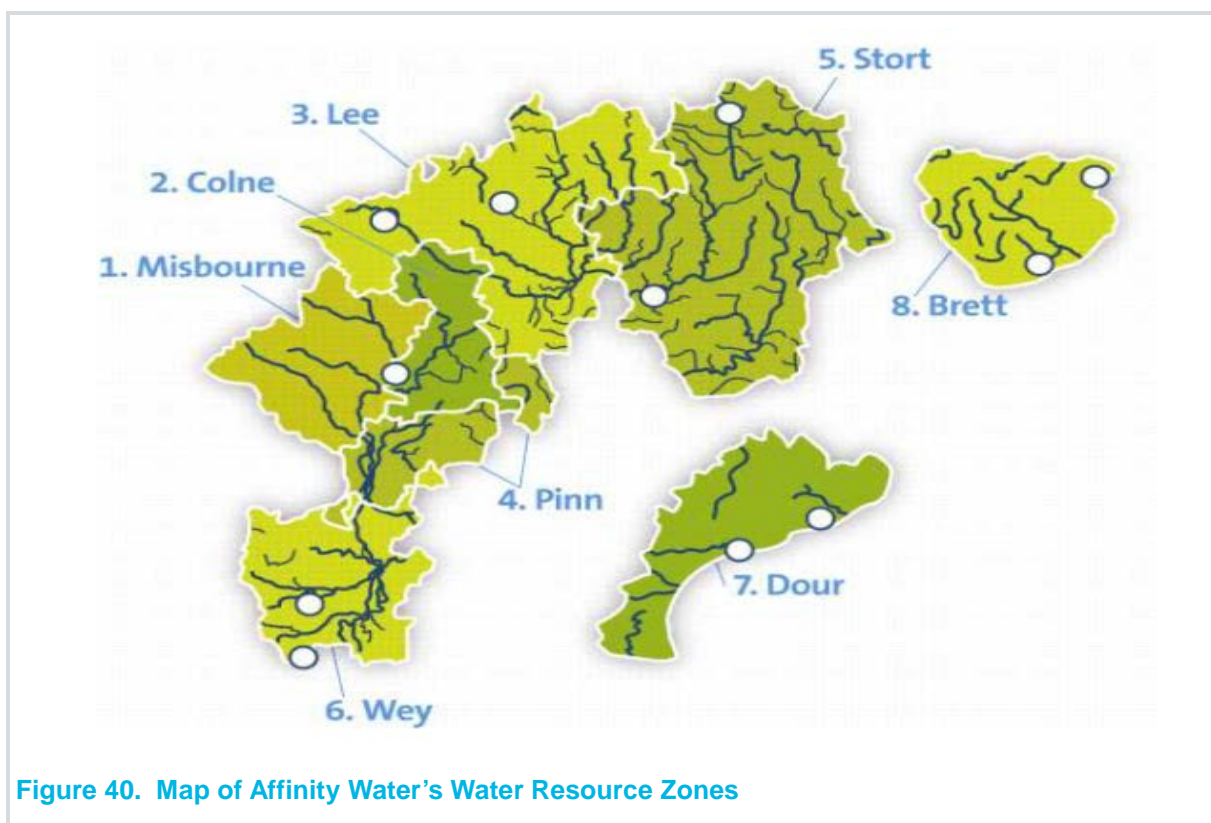 5. Stort
3. Lee
2. Colne
1. Misbourne
8. Brett
4. Pinn
7. Dour
6. Wey
Figure 40. Map of Affinity Water’s Water Resource Zones